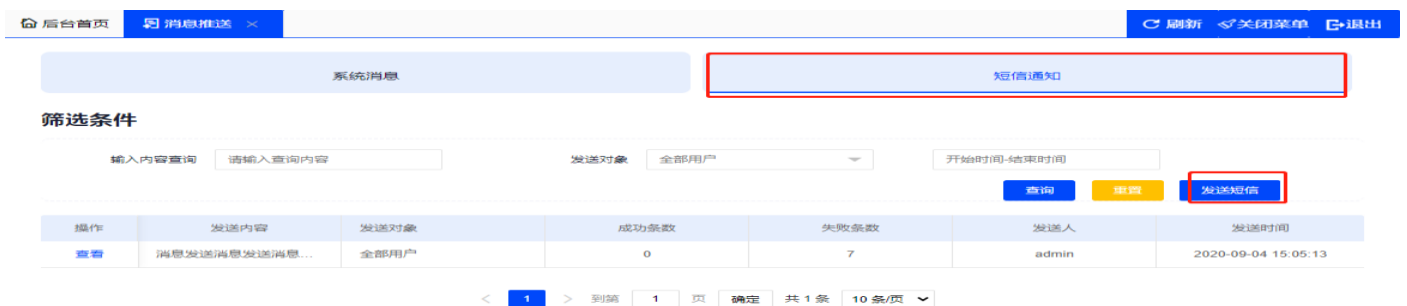 后台首页 消息推送 × 刷新 关闭菜单 退出
系统消息 短信通知
筛选条件
输入内容查询 请输入查询内容 发送对象 全部用户 开始时间-结束时间
查询 重置 发送短信
操作 发送内容 发送对象 成功条数 失败条数 发送人 发送时间
查看 消息发送消息发送消息... 全部用户 0 7 admin 2020-09-04 15:05:13
< 1 > 到第 1 页 确定 共 1 条 10 条/页